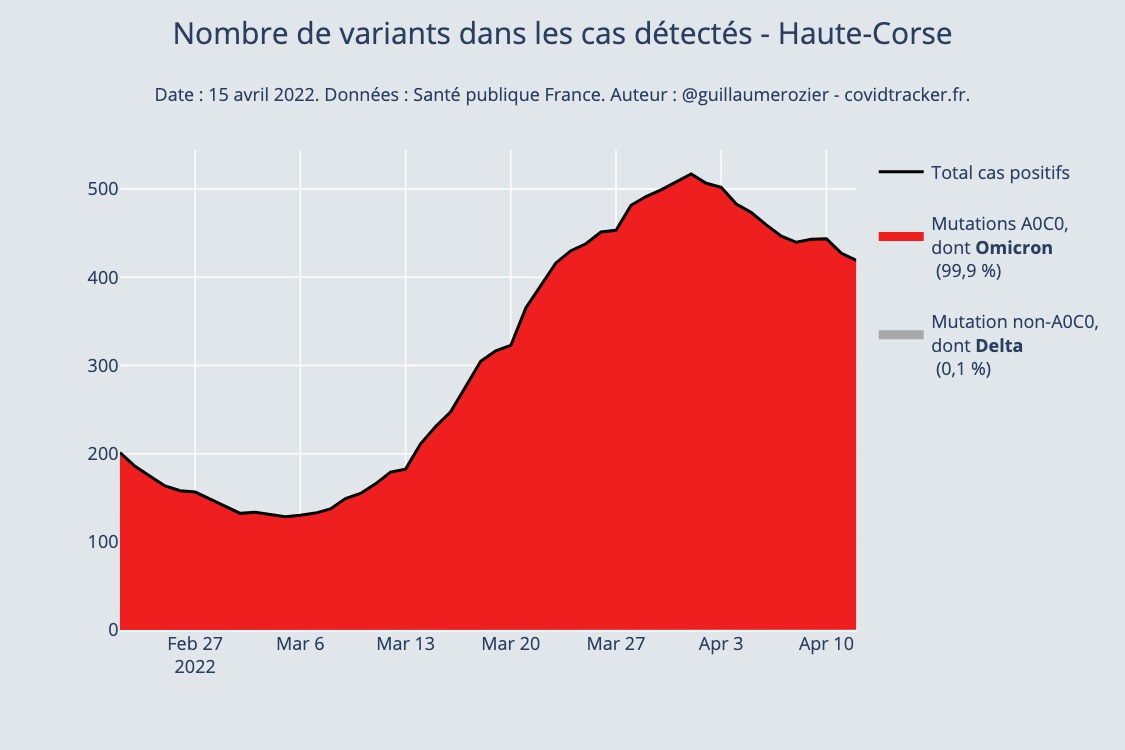 Nombre de variants dans les cas détectés - Haute-Corse
Date : 15 avril 2022. Données : Santé publique France. Auteur : @guillaumerozier - covidtracker.fr.
500
400
300
200
100
0
Feb 27
2022
Mar 6
Mar 13
Mar 20
Mar 27
Apr 3
Apr 10
Total cas positifs
Mutations A0C0,
dont Omicron
(99,9 %)
Mutation non-A0C0,
dont Delta
(0,1 %)